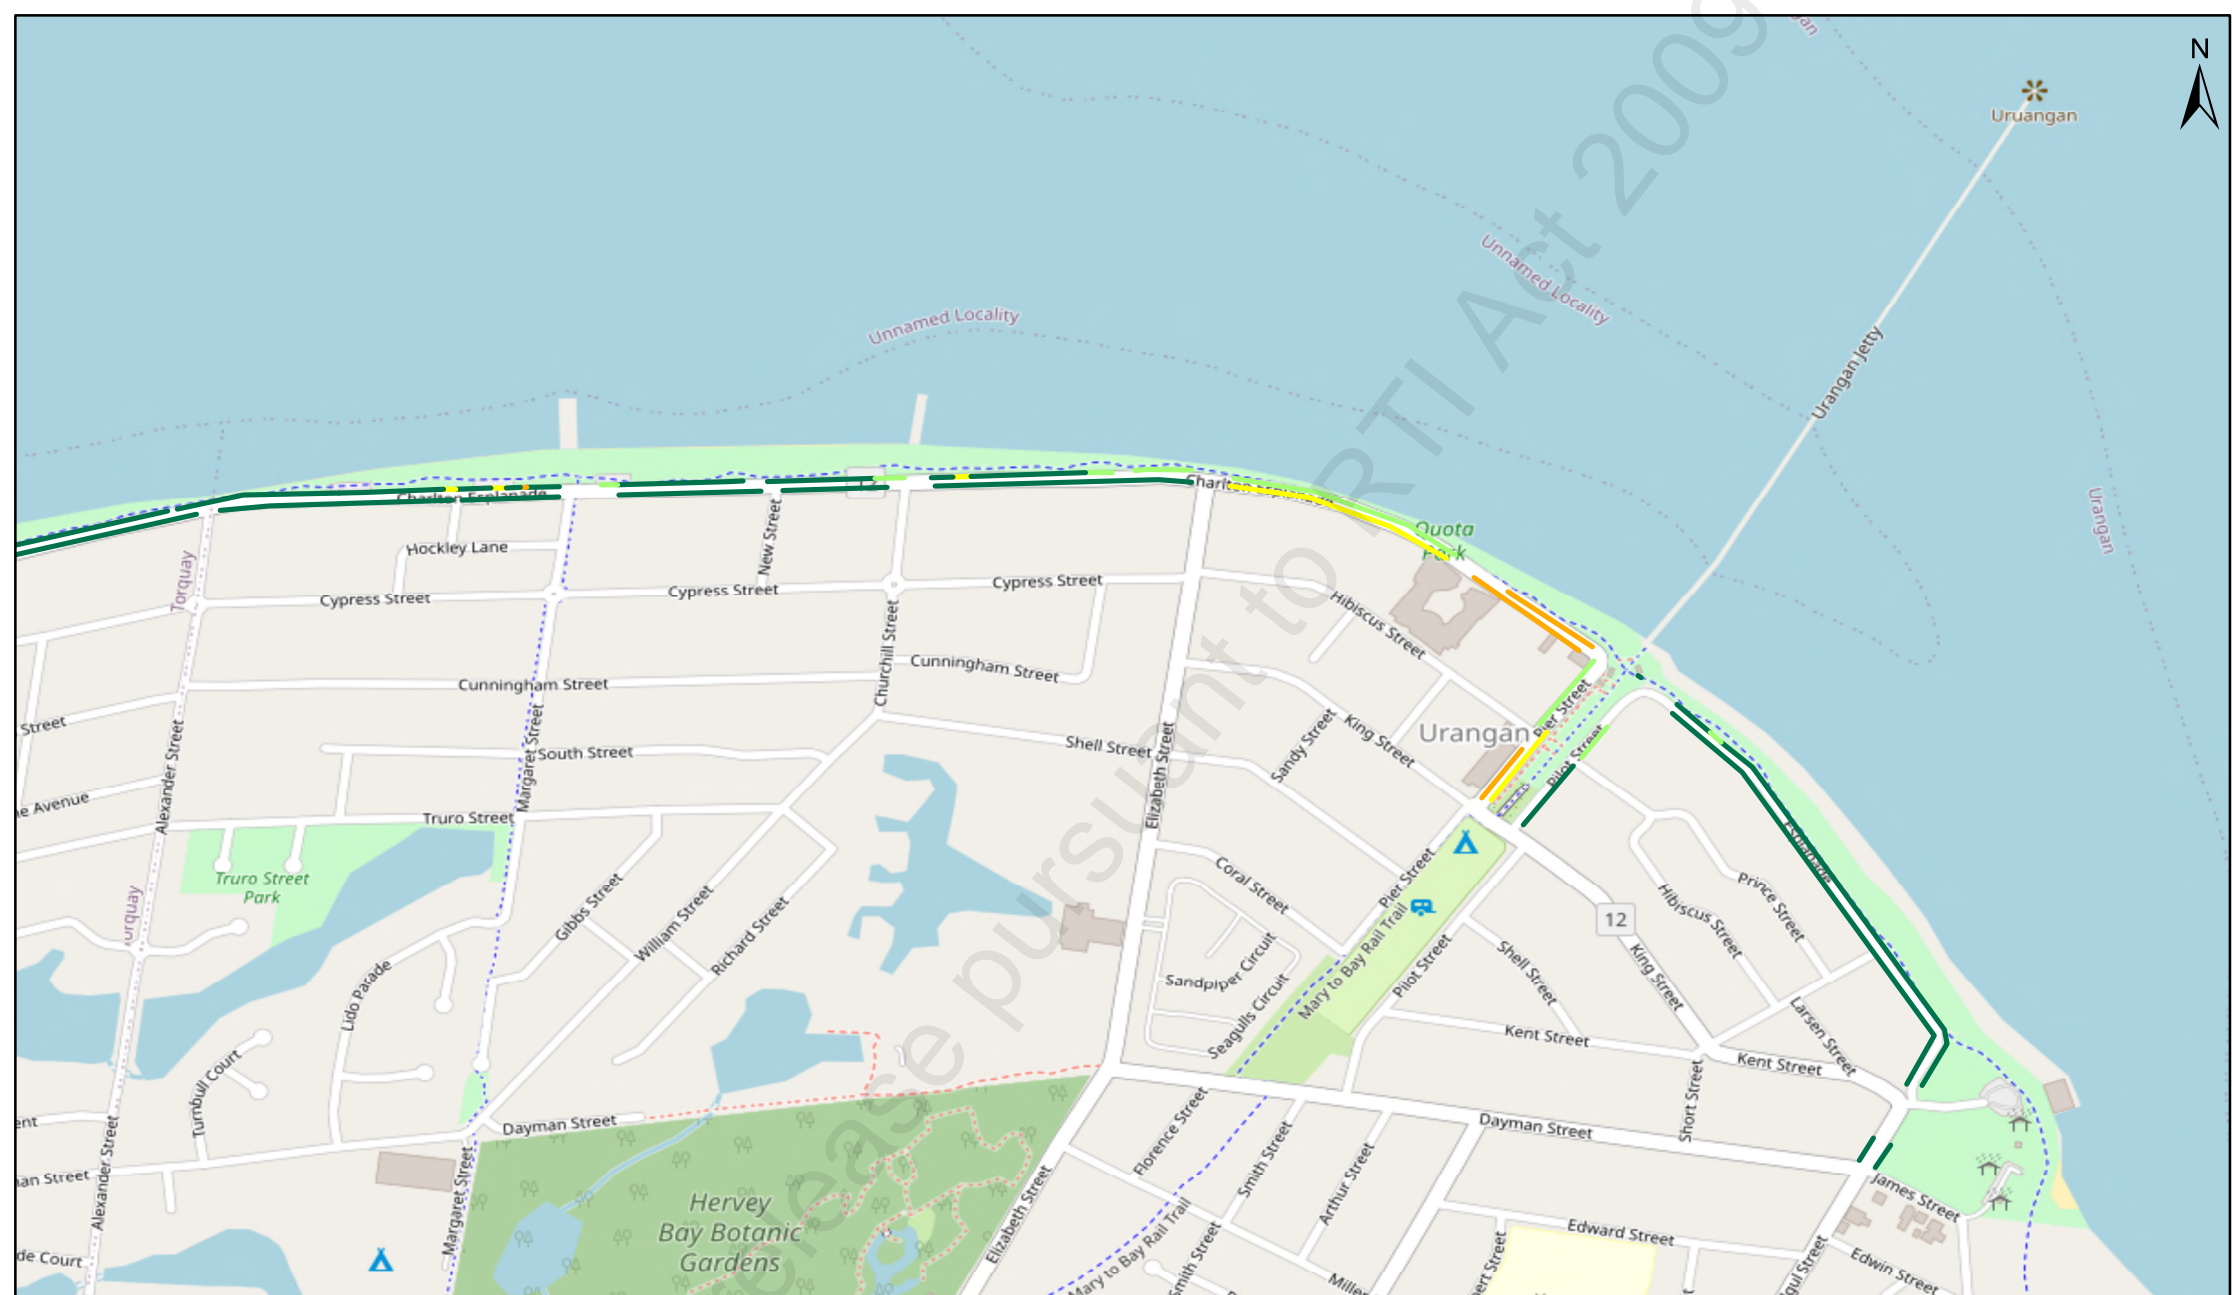 N
Uruangan
Unnamed Locality
Unnamed Locality
Urangan Jetty
Urangan
Charlton Esplanade
12
Charlton Esplanade
Quota
Park
Hockley Lane
New Street
Torquay
Cypress Street
Cypress Street
Cypress Street
Hibiscus Street
Churchill Street
Cunningham Street
Cunningham Street
Pier Street
Urangan
Street
Alexander Street
Margaret Street
South Street
Shell Street
Elizabeth Street
Sandy Street
King Street
Pilot Street
Truro Street
Esplanade
Truro Street
Park
Coral Street
Pier Street
Prince Street
Hibiscus Street
12
Gibbs Street
William Street
Richard Street
Mary to Bay Rail Trail
Pilot Street
Shell Street
King Street
Sandpiper Circuit
Seagulls Circuit
Lido Parade
Larsen Street
Kent Street
Kent Street
Turnbull Court
Short Street
Dayman Street
Dayman Street
Florence Street
Smith Street
Arthur Street
Alexander Street
Margaret Street
James Street
Hervey
Bay Botanic
Gardens
Elizabeth Street
Mary to Bay Rail Trail
Smith Street
Edward Street
Edwin Street
Release pursuant to RTI Act 2009